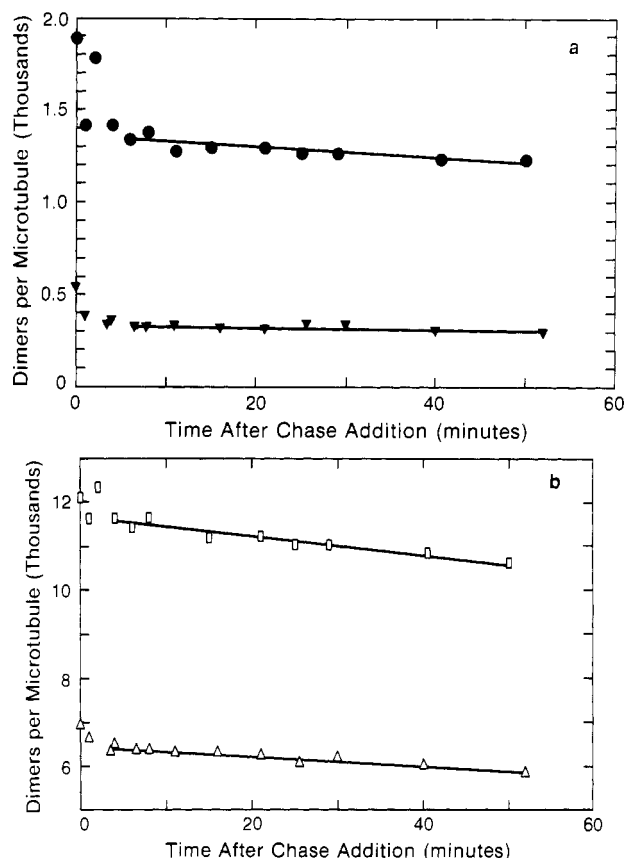 a
Dimers per Microtubule (Thousands)
2.0
1.5
1.0
0.5
0
0
20
40
60
Time After Chase Addition (minutes)
b
Dimers per Microtubule (Thousands)
12
10
8
6
0
20
40
60
Time After Chase Addition (minutes)